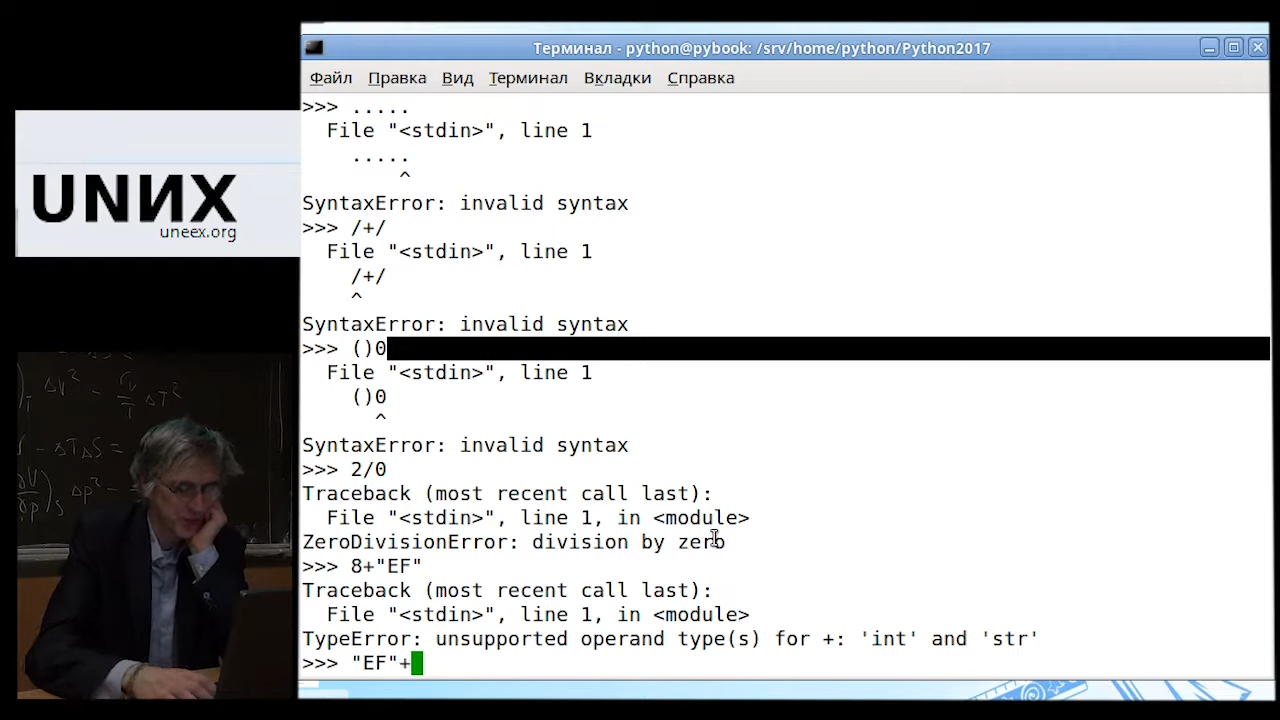 Терминал - python@pybook: /srv/home/python/Python2017
Файл Правка Вид Терминал Вкладки Справка
>>> .....
  File "<stdin>", line 1
    .....
        ^
SyntaxError: invalid syntax
>>> /+/
  File "<stdin>", line 1
    /+/
    ^
SyntaxError: invalid syntax
>>> ()0
  File "<stdin>", line 1
    ()0
      ^
SyntaxError: invalid syntax
>>> 2/0
Traceback (most recent call last):
  File "<stdin>", line 1, in <module>
ZeroDivisionError: division by zero
>>> 8+"EF"
Traceback (most recent call last):
  File "<stdin>", line 1, in <module>
TypeError: unsupported operand type(s) for +: 'int' and 'str'
>>> "EF"+
UNИX
uneex.org